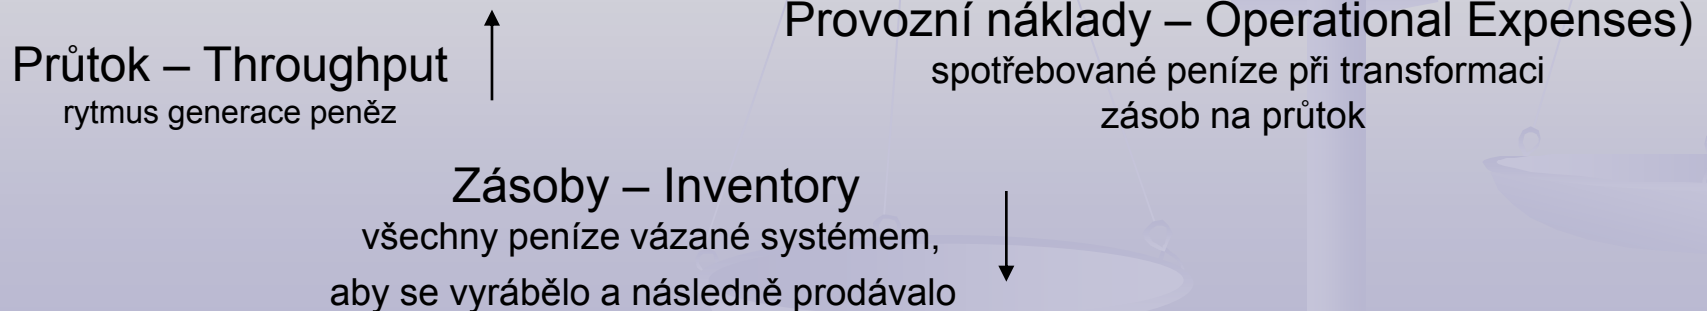 Provozní náklady – Operational Expenses)
spotřebované peníze při transformaci
zásob na průtok
Průtok – Throughput
rytmus generace peněz
Zásoby – Inventory
všechny peníze vázané systémem,
aby se vyrábělo a následně prodávalo